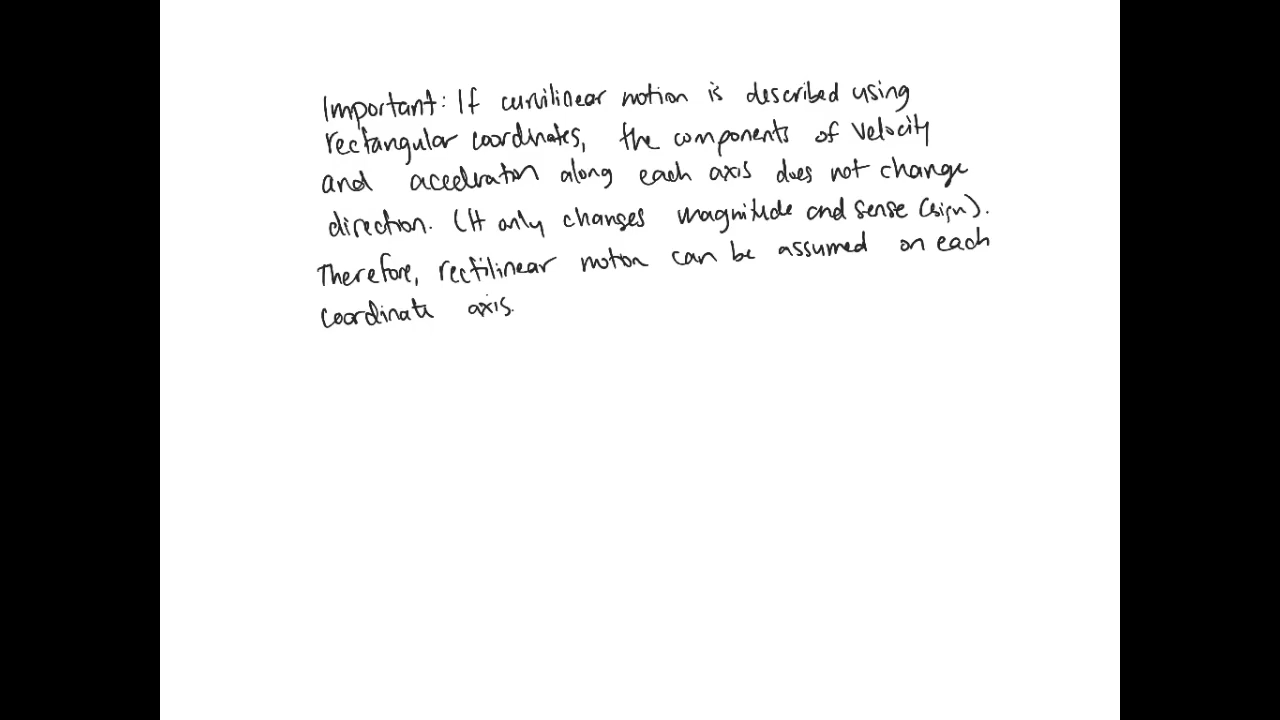 Important: If curvilinear motion is described using
rectangular coordinates, the components of velocity
and acceleration along each axis does not change
direction. (It only changes magnitude and sense (sign).
Therefore, rectilinear motion can be assumed on each
coordinate axis.